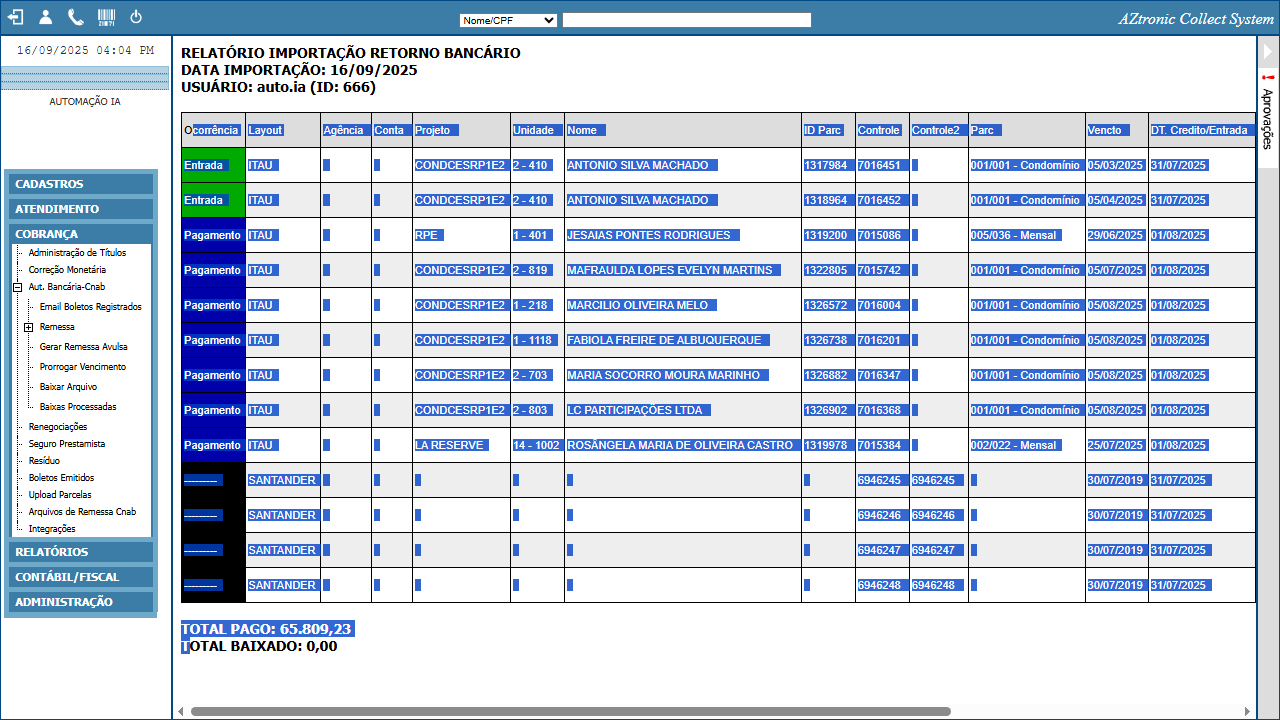 Nome/CPF
AZtronic Collect System
16/09/2025 04:04 PM
AUTOMAÇÃO IA
CADASTROS
ATENDIMENTO
COBRANÇA
Administração de Títulos
Correção Monetária
Aut. Bancária-Cnab
Email Boletos Registrados
Remessa
Gerar Remessa Avulsa
Prorrogar Vencimento
Baixar Arquivo
Baixas Processadas
Renegociações
Seguro Prestamista
Resíduo
Boletos Emitidos
Upload Parcelas
Arquivos de Remessa Cnab
Integrações
RELATÓRIOS
CONTÁBIL/FISCAL
ADMINISTRAÇÃO
RELATÓRIO IMPORTAÇÃO RETORNO BANCÁRIO
DATA IMPORTAÇÃO: 16/09/2025
USUÁRIO: auto.ia (ID: 666)
Ocorrência Layout Agência Conta Projeto Unidade Nome ID Parc Controle Controle2 Parc Vencto DT. Credito/Entrada
Entrada ITAU CONDCESRP1E2 2 - 410 ANTONIO SILVA MACHADO 1317984 7016451 001/001 - Condomínio 05/03/2025 31/07/2025
Entrada ITAU CONDCESRP1E2 2 - 410 ANTONIO SILVA MACHADO 1318964 7016452 001/001 - Condomínio 05/04/2025 31/07/2025
Pagamento ITAU RPE 1 - 401 JESAIAS PONTES RODRIGUES 1319200 7015086 005/036 - Mensal 29/06/2025 01/08/2025
Pagamento ITAU CONDCESRP1E2 2 - 819 MAFRAULDA LOPES EVELYN MARTINS 1322805 7015742 001/001 - Condomínio 05/07/2025 01/08/2025
Pagamento ITAU CONDCESRP1E2 1 - 218 MARCILIO OLIVEIRA MELO 1326572 7016004 001/001 - Condomínio 05/08/2025 01/08/2025
Pagamento ITAU CONDCESRP1E2 1 - 1118 FABIOLA FREIRE DE ALBUQUERQUE 1326738 7016201 001/001 - Condomínio 05/08/2025 01/08/2025
Pagamento ITAU CONDCESRP1E2 2 - 703 MARIA SOCORRO MOURA MARINHO 1326882 7016347 001/001 - Condomínio 05/08/2025 01/08/2025
Pagamento ITAU CONDCESRP1E2 2 - 803 LC PARTICIPAÇÕES LTDA 1326902 7016368 001/001 - Condomínio 05/08/2025 01/08/2025
Pagamento ITAU LA RESERVE 14 - 1002 ROSÂNGELA MARIA DE OLIVEIRA CASTRO 1319978 7015384 002/022 - Mensal 25/07/2025 01/08/2025
--------- SANTANDER 6946245 6946245 30/07/2019 31/07/2025
--------- SANTANDER 6946246 6946246 30/07/2019 31/07/2025
--------- SANTANDER 6946247 6946247 30/07/2019 31/07/2025
--------- SANTANDER 6946248 6946248 30/07/2019 31/07/2025
TOTAL PAGO: 65.809,23
TOTAL BAIXADO: 0,00
Aprovações